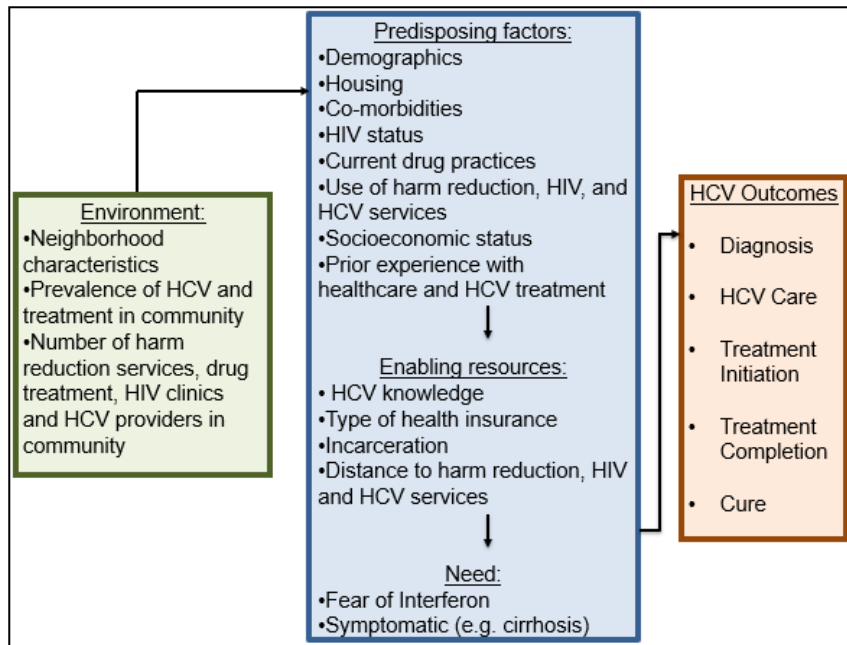 Environment:
•Neighborhood
characteristics
•Prevalence of HCV and
treatment in community
•Number of harm
reduction services, drug
treatment, HIV clinics
and HCV providers in
community
Predisposing factors:
•Demographics
•Housing
•Co-morbidities
•HIV status
•Current drug practices
•Use of harm reduction, HIV, and
HCV services
•Socioeconomic status
•Prior experience with
healthcare and HCV treatment
Enabling resources:
• HCV knowledge
•Type of health insurance
•Incarceration
•Distance to harm reduction, HIV
and HCV services
Need:
•Fear of Interferon
•Symptomatic (e.g. cirrhosis)
HCV Outcomes
• Diagnosis
• HCV Care
• Treatment
Initiation
• Treatment
Completion
• Cure